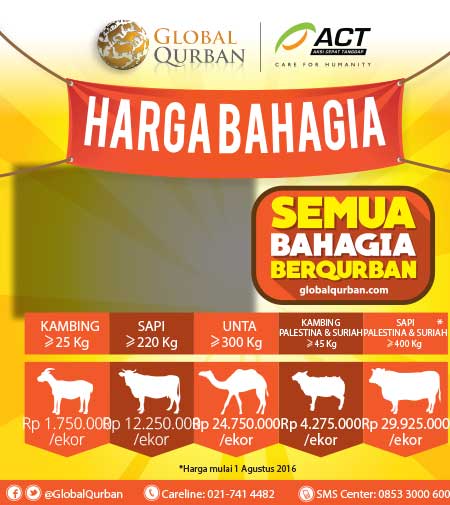 GLOBAL
QURBAN
ACT
AKSI CEPAT TANGGAP
CARE FOR HUMANITY
HARGA BAHAGIA
SEMUA
BAHAGIA
BERQURBAN
globalqurban.com
KAMBING
≥25 Kg
SAPI
≥220 Kg
UNTA
≥300 Kg
KAMBING
PALESTINA & SURIAH
≥45 Kg
SAPI *
PALESTINA & SURIAH
≥400 Kg
Rp 1.750.000
/ekor
Rp 12.250.000
/ekor
Rp 24.750.000
/ekor
Rp 4.275.000
/ekor
Rp 29.925.000
/ekor
*Harga mulai 1 Agustus 2016
@GlobalQurban
Careline: 021-741 4482
SMS Center: 0853 3000 600